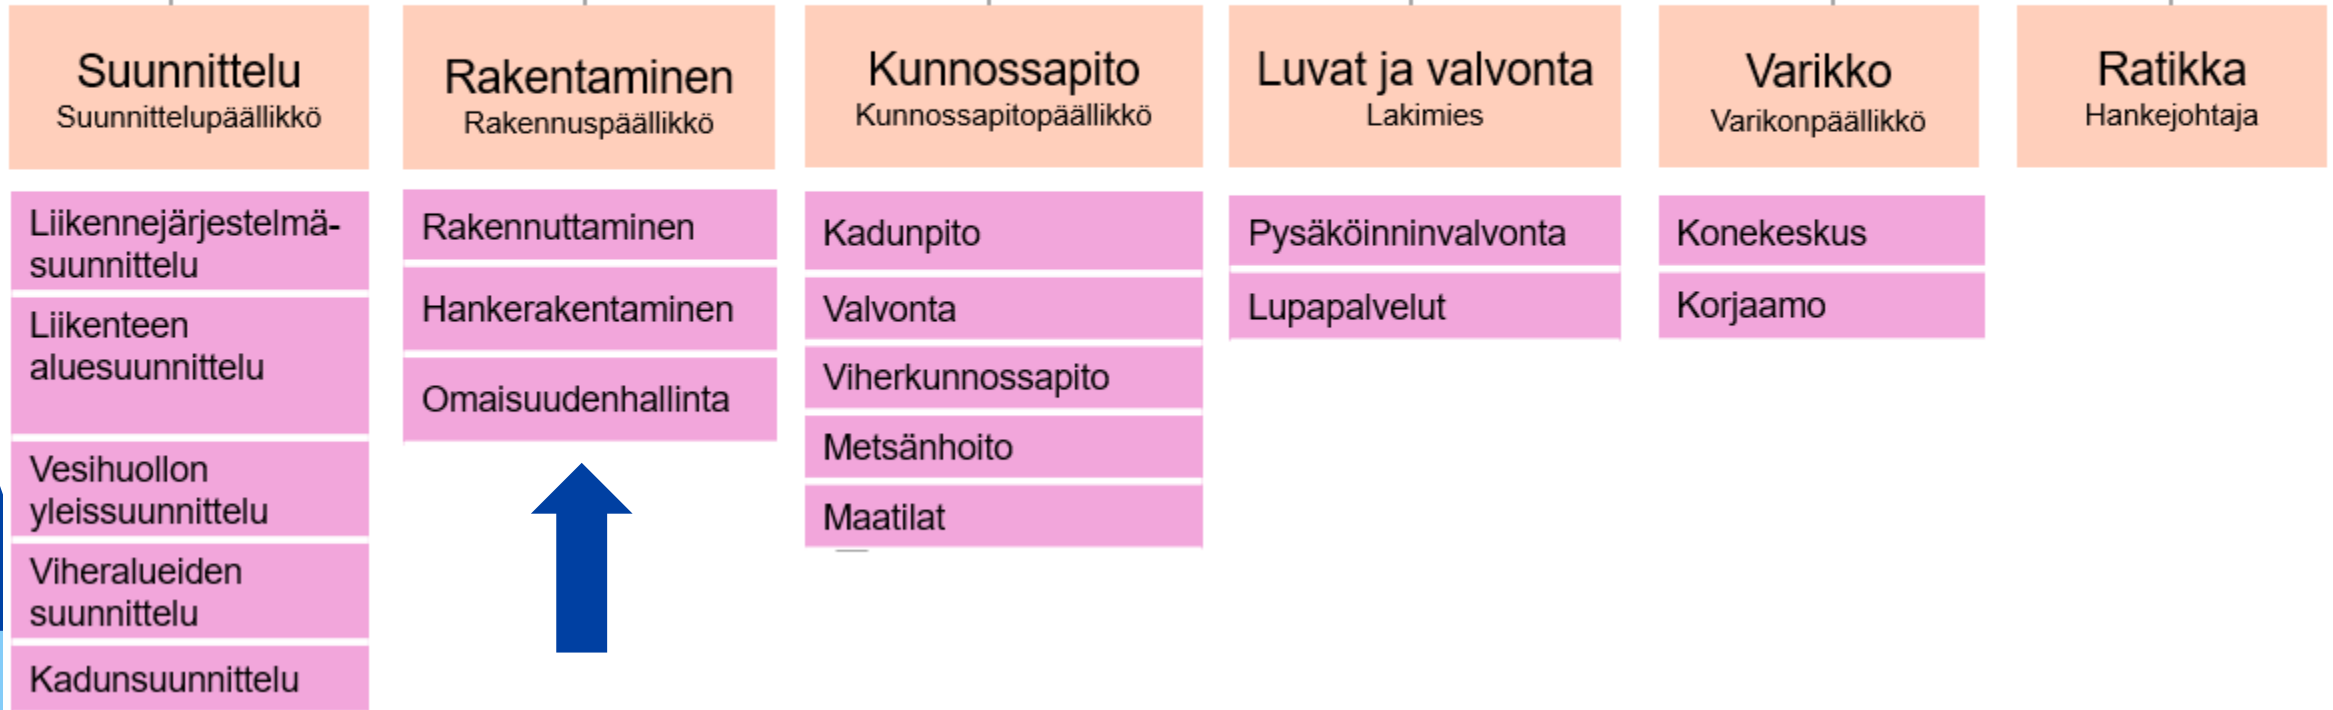 Suunnittelu
Suunnittelupäällikkö
Liikennejärjestelmä-
suunnittelu
Liikenteen
aluesuunnittelu
Vesihuollon
yleissuunnittelu
Viheralueiden
suunnittelu
Kadunsuunnittelu
Rakentaminen
Rakennuspäällikkö
Rakennuttaminen
Hankerakentaminen
Omaisuudenhallinta
Kunnossapito
Kunnossapitopäällikkö
Kadunpito
Valvonta
Viherkunnossapito
Metsänhoito
Maatilat
Luvat ja valvonta
Lakimies
Pysäköinninvalvonta
Lupapalvelut
Varikko
Varikonpäällikkö
Konekeskus
Korjaamo
Ratikka
Hankejohtaja